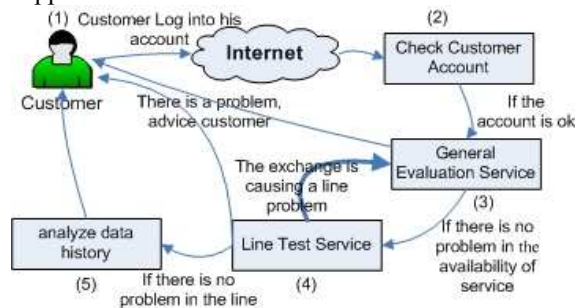 (1)
Customer Log into his
account
Internet
(2)
Check Customer
Account
Customer
There is a problem,
advice customer
If the
account is ok
The exchange is
causing a line
problem
General
Evaluation Service
(3)
If there is no
problem in the
availability of
service
Line Test Service
(4)
If there is no
problem in the line
analyze data
history
(5)